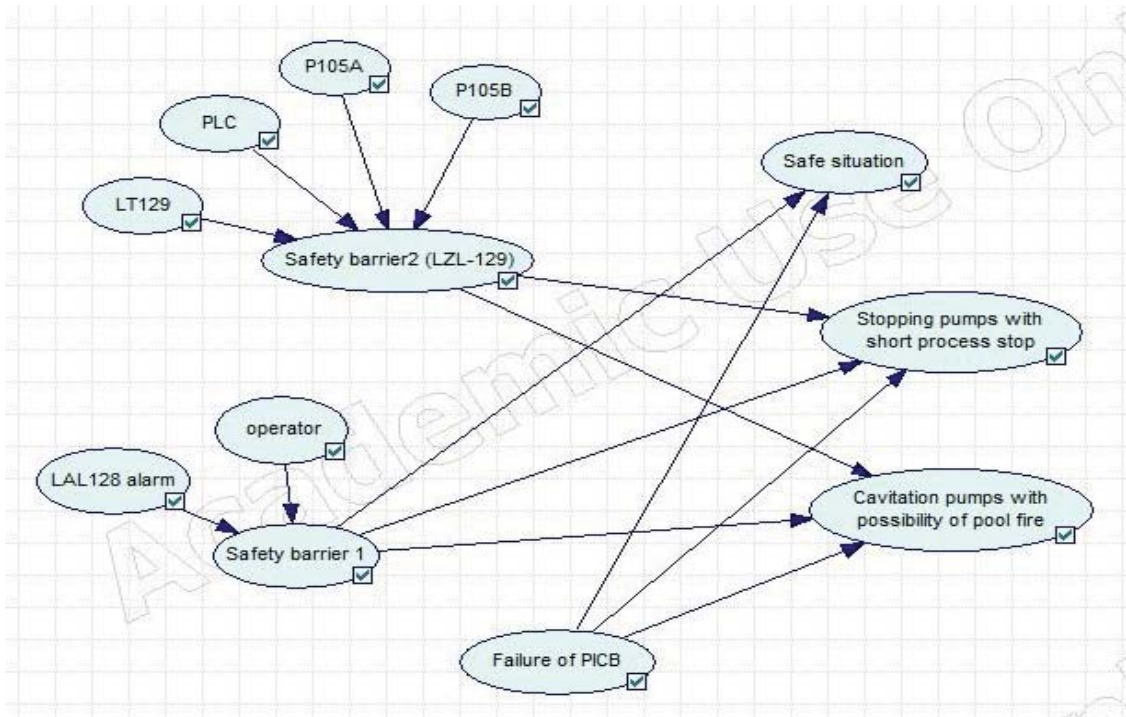 P105A
P105B
PLC
Safe situation
LT129
Safety barrier2 (LZL-129)
Stopping pumps with
short process stop
operator
LAL128 alarm
Cavitation pumps with
possibility of pool fire
Safety barrier 1
Failure of PICB
Academic Use On